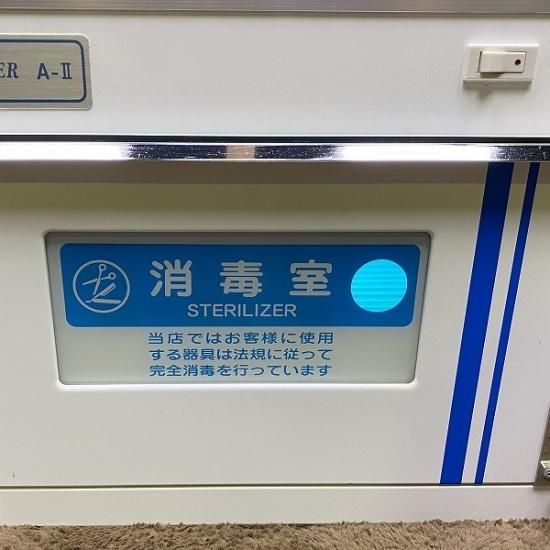 A-II
消毒室
STERILIZER
当店ではお客様に使用
する器具は法規に従って
完全消毒を行っています